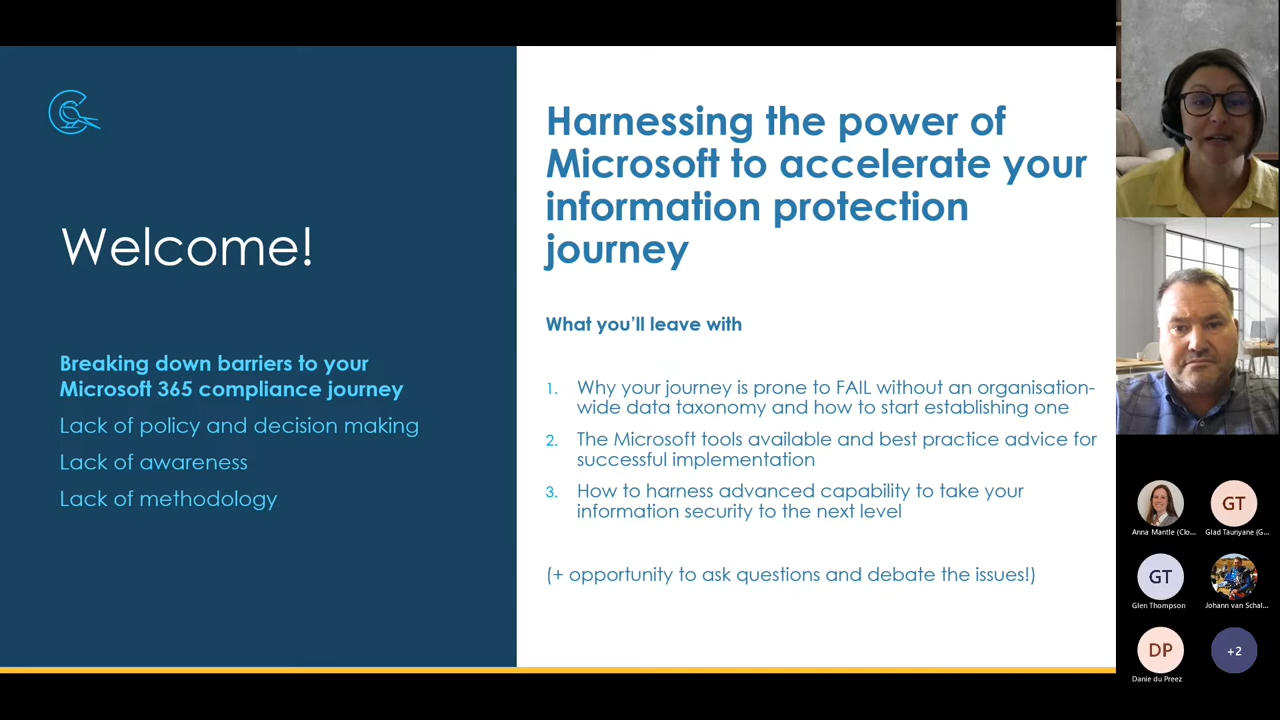 Welcome!
Breaking down barriers to your
Microsoft 365 compliance journey
Lack of policy and decision making
Lack of awareness
Lack of methodology
Harnessing the power of
Microsoft to accelerate your
information protection
journey
What you’ll leave with
1. Why your journey is prone to FAIL without an organisation-
wide data taxonomy and how to start establishing one
2. The Microsoft tools available and best practice advice for
successful implementation
3. How to harness advanced capability to take your
information security to the next level
(+ opportunity to ask questions and debate the issues!)
GT
Anna Mantle (Clo... Glad Taunyane (G...
GT
Glen Thompson Johann van Schal...
DP +2
Danie du Preez